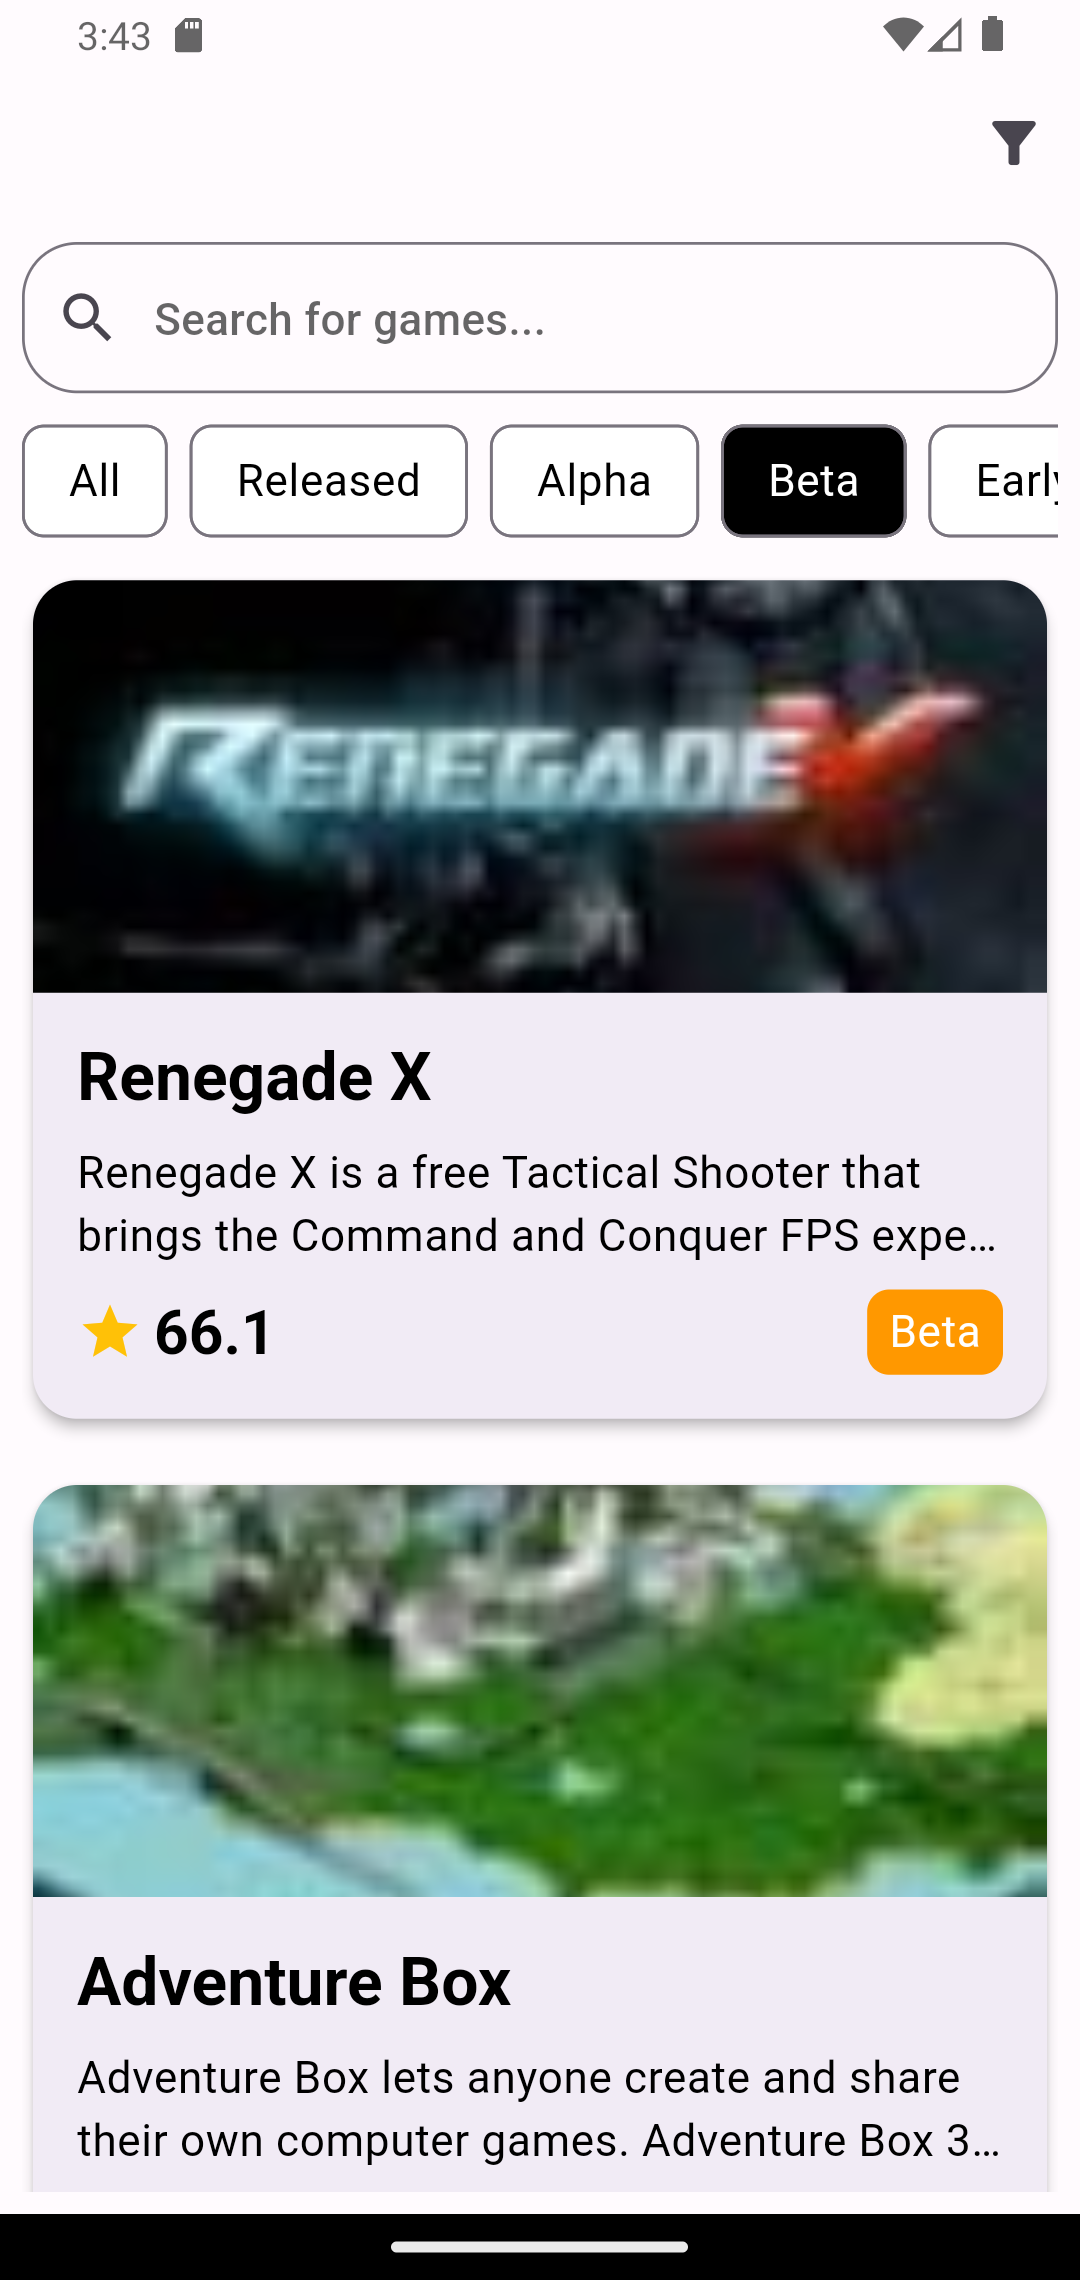 3:43
Search for games...
All
Released
Alpha
Beta
Early
RENEGADE X
Renegade X
Renegade X is a free Tactical Shooter that
brings the Command and Conquer FPS expe…
66.1
Beta
Adventure Box
Adventure Box lets anyone create and share
their own computer games. Adventure Box 3…